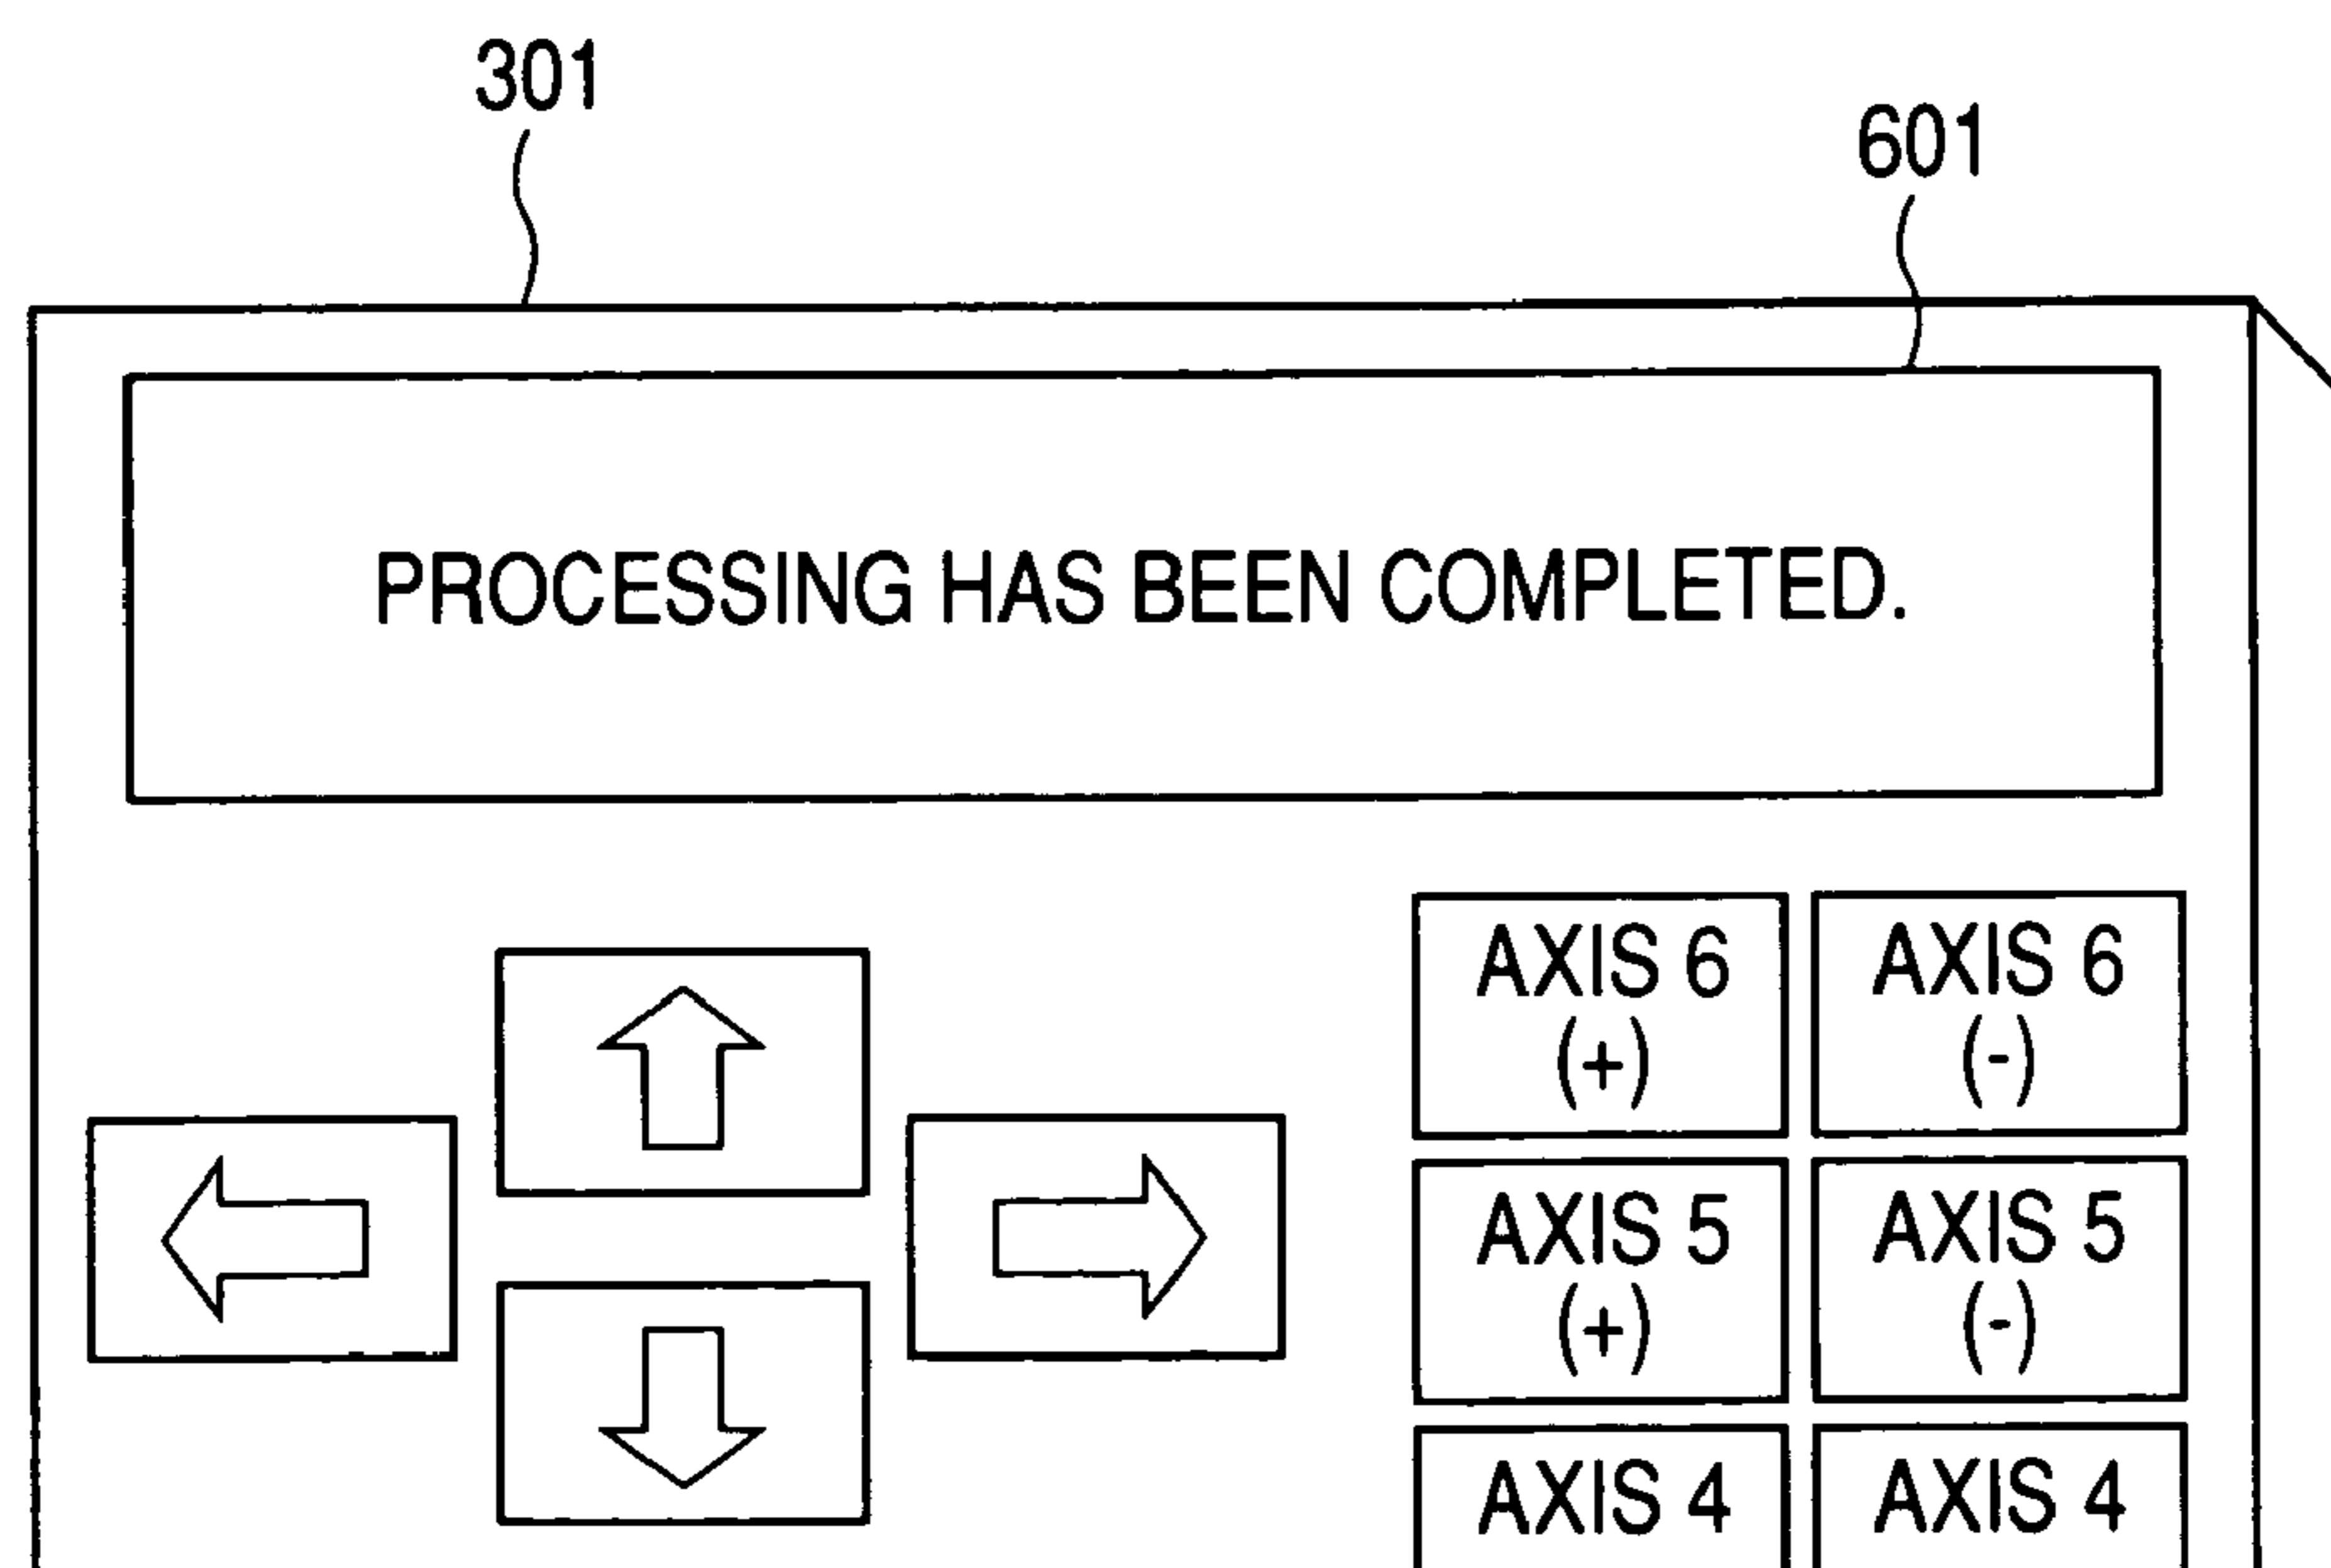 301
601
PROCESSING HAS BEEN COMPLETED.
AXIS 6
(+)
AXIS 6
(-)
AXIS 5
(+)
AXIS 5
(-)
AXIS 4
AXIS 4